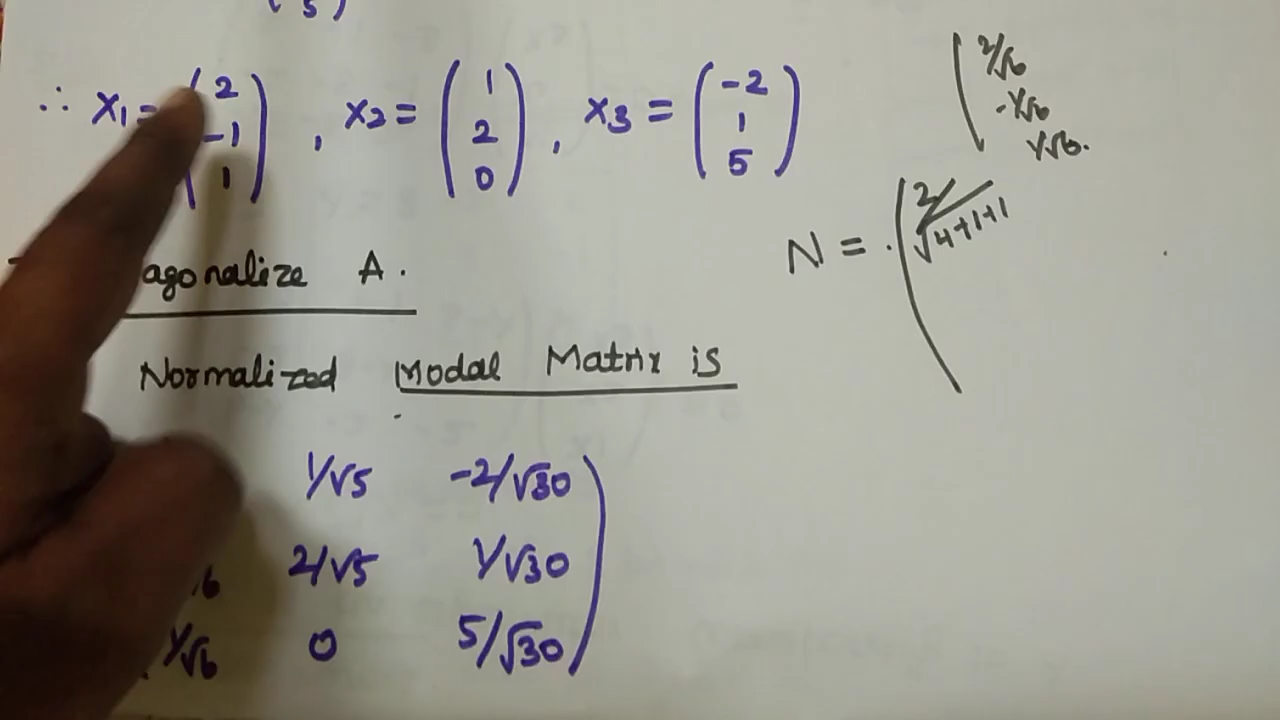 5)
∴ X1 = (2 -1 1), X2 = (1 2 0), X3 = (-2 1 5)
agonalize A.
Normalized Modal Matrix is
1/√5 -2/√30
2/√5 1/√30
1/√6 0 5/√30
2/√6
-1/√6
1/√6.
N = 2/√4+1+1